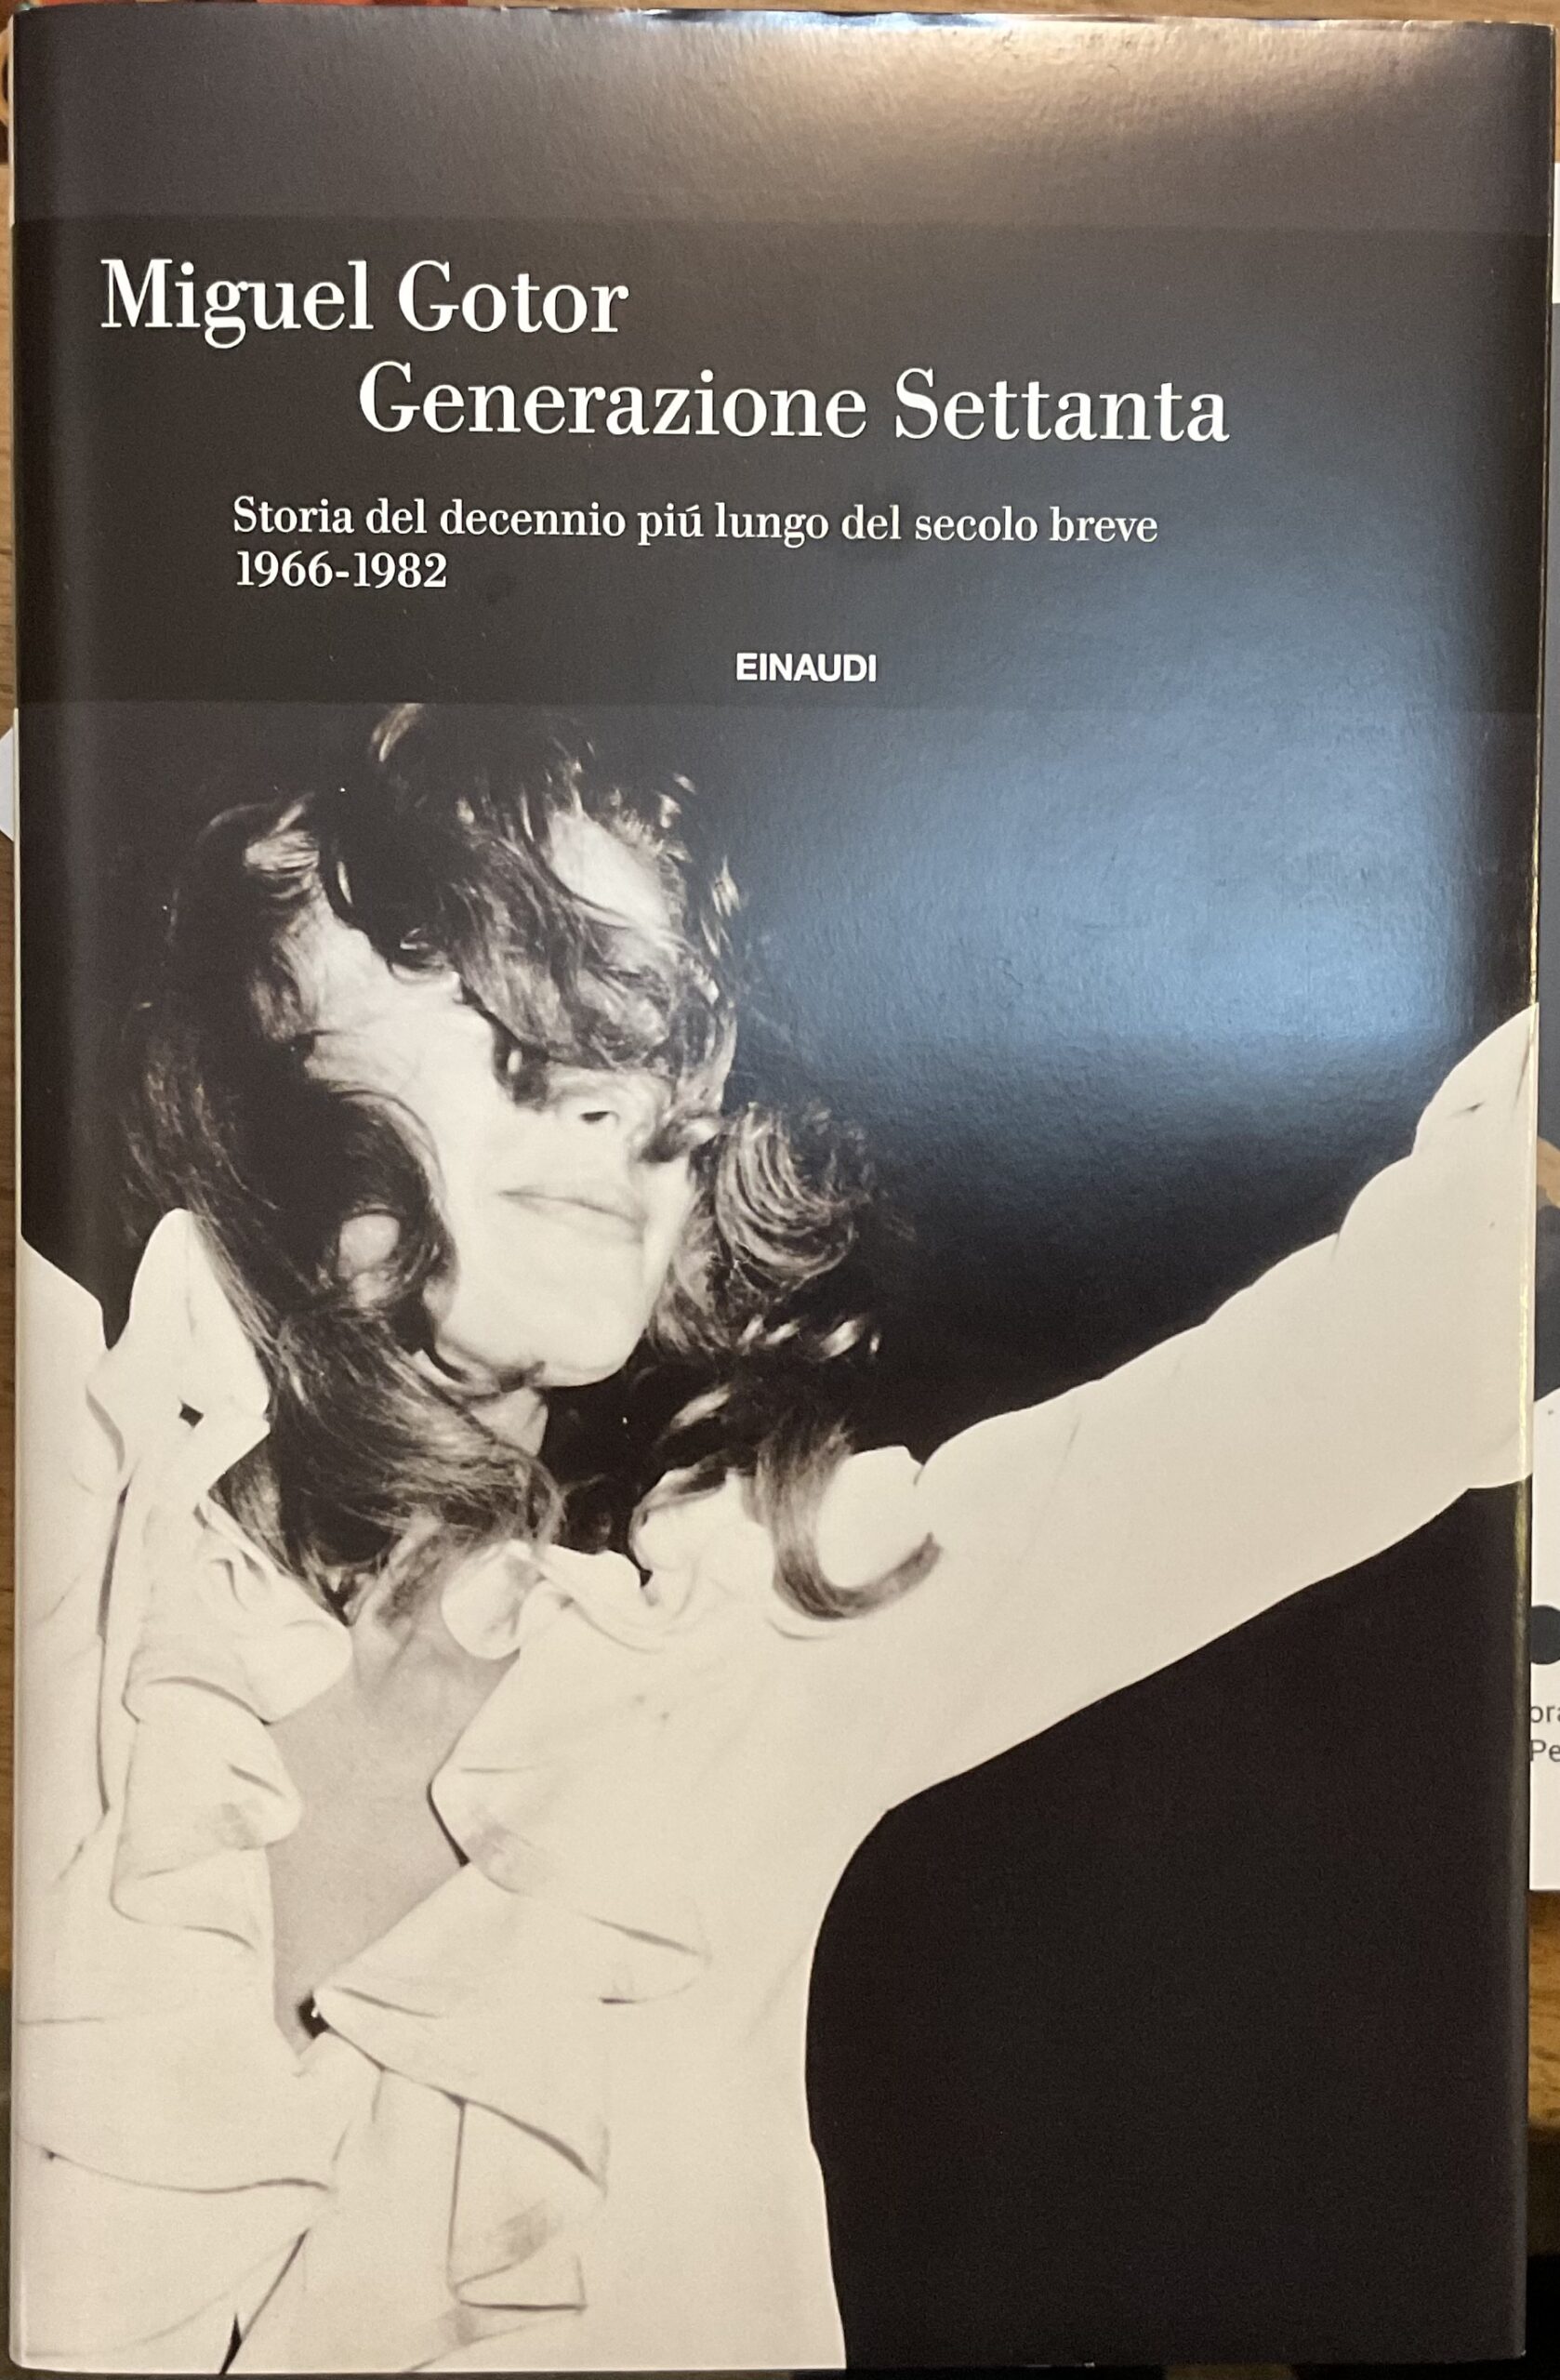 Miguel Gotor
Generazione Settanta
Storia del decennio piú lungo del secolo breve
1966-1982
EINAUDI